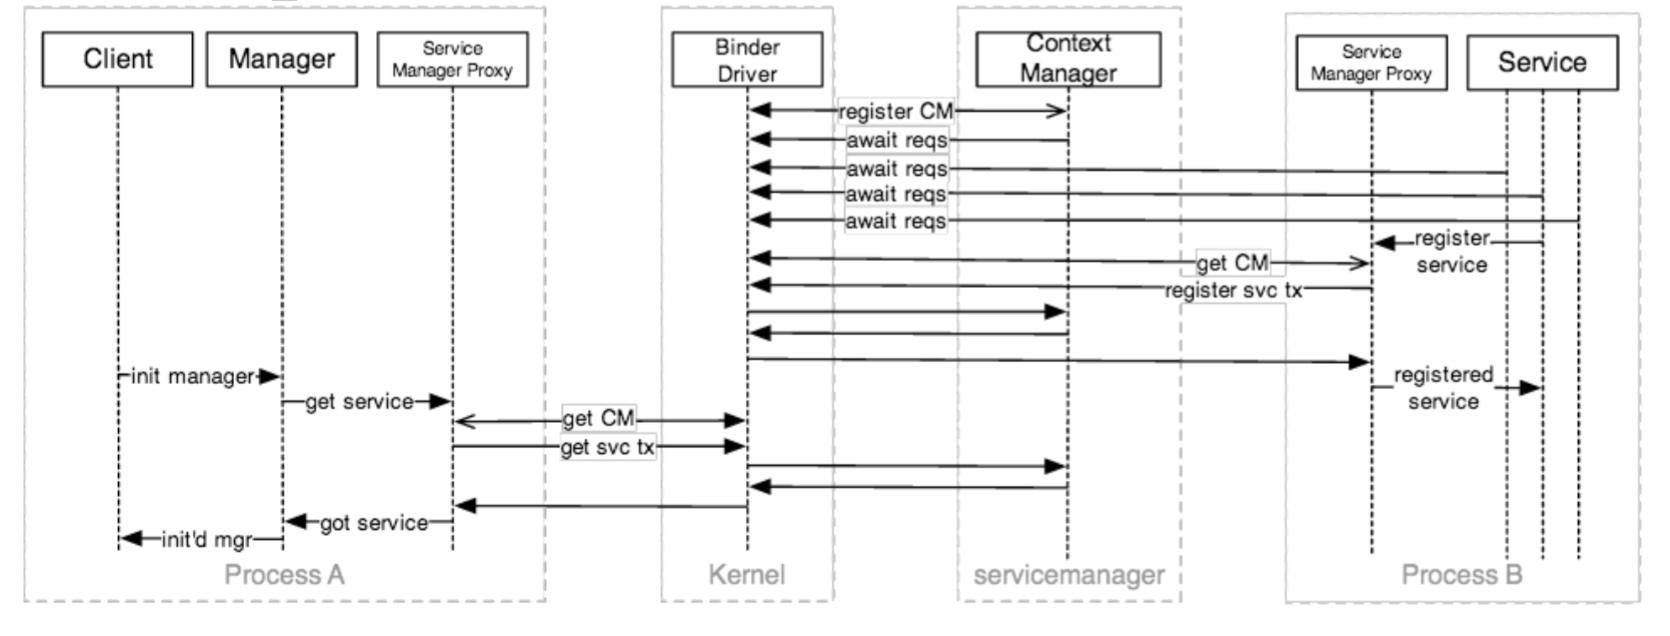 Client
Manager
Service
Manager Proxy
Binder
Driver
Context
Manager
Service
Manager Proxy
Service
register CM
await reqs
await reqs
await reqs
await reqs
register
service
get CM
register svc tx
init manager
registered
service
get service
get CM
get svc tx
got service
init'd mgr
Process A
Kernel
servicemanager
Process B